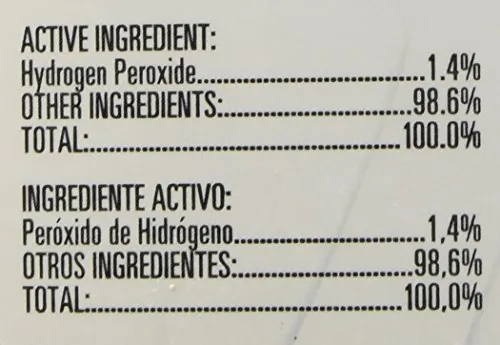 ACTIVE INGREDIENT:
Hydrogen Peroxide..............................1.4%
OTHER INGREDIENTS:.........................98.6%
TOTAL:.........................................100.0%
INGREDIENTE ACTIVO:
Peróxido de Hidrógeno.........................1,4%
OTROS INGREDIENTES:.......................98,6%
TOTAL:.........................................100,0%